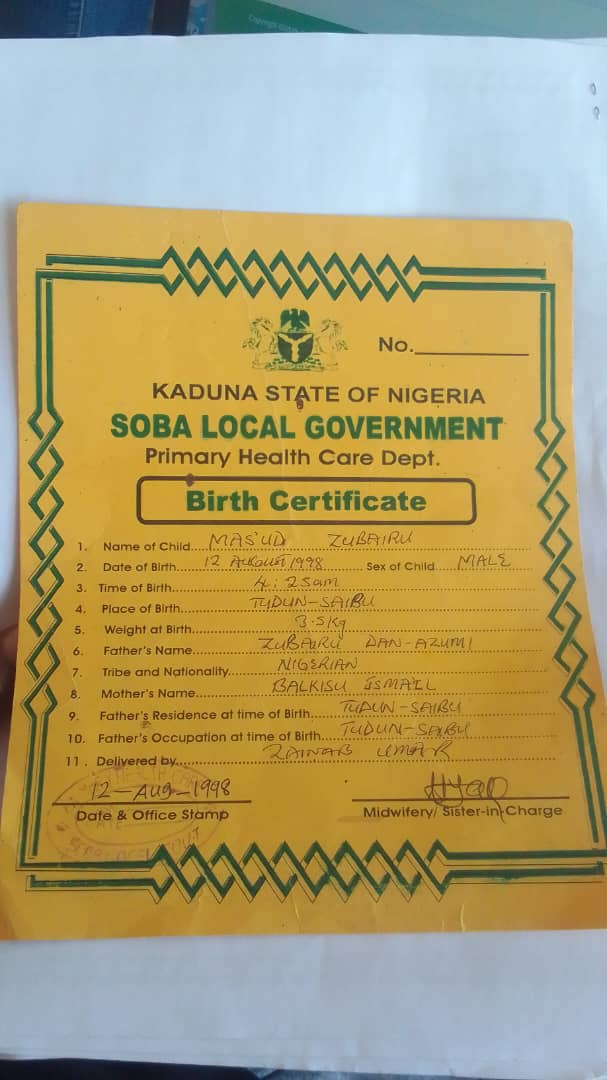 No.
KADUNA STATE OF NIGERIA
SOBA LOCAL GOVERNMENT
Primary Health Care Dept.
Birth Certificate
1. Name of Child MAS'UD ZUBAIRU
2. Date of Birth 12 AUGUST 1998 Sex of Child MALE
3. Time of Birth 4:25am
4. Place of Birth TUDUN-SAIBU
5. Weight at Birth 3.5kg
6. Father's Name ZUBAIRU DAN-AZUMI
7. Tribe and Nationality NIGERIAN
8. Mother's Name BALKISU ISMA'IL
9. Father's Residence at time of Birth TUDUN-SAIBU
10. Father's Occupation at time of Birth TUDUN-SAIBU
11. Delivered by ZAINAB UMAR
12-AUG-1998
Date & Office Stamp Midwifery/ Sister-in-Charge